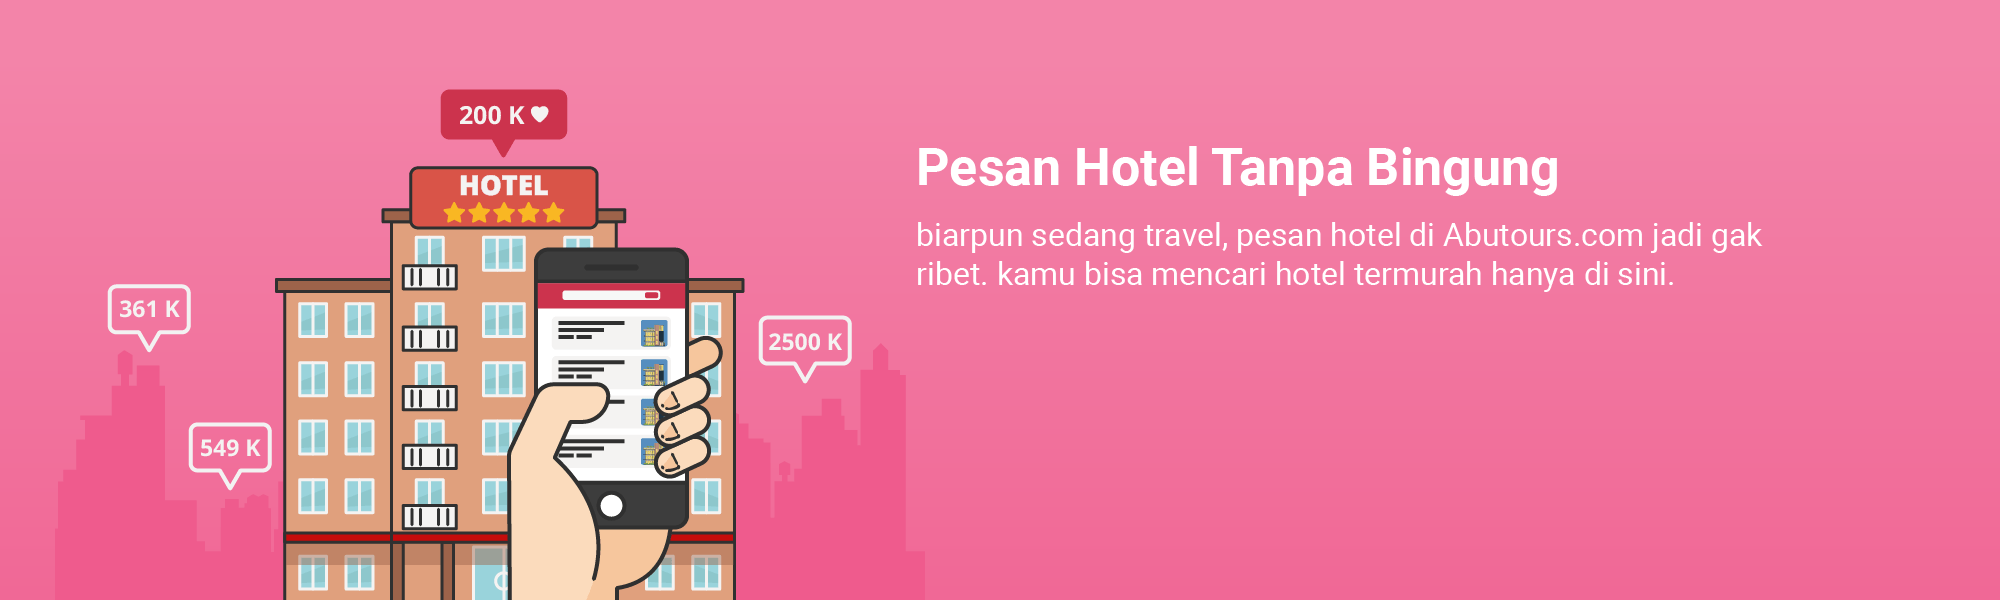 200 K
HOTEL
361 K
549 K
2500 K
Pesan Hotel Tanpa Bingung
biarpun sedang travel, pesan hotel di Abutours.com jadi gak
ribet. kamu bisa mencari hotel termurah hanya di sini.